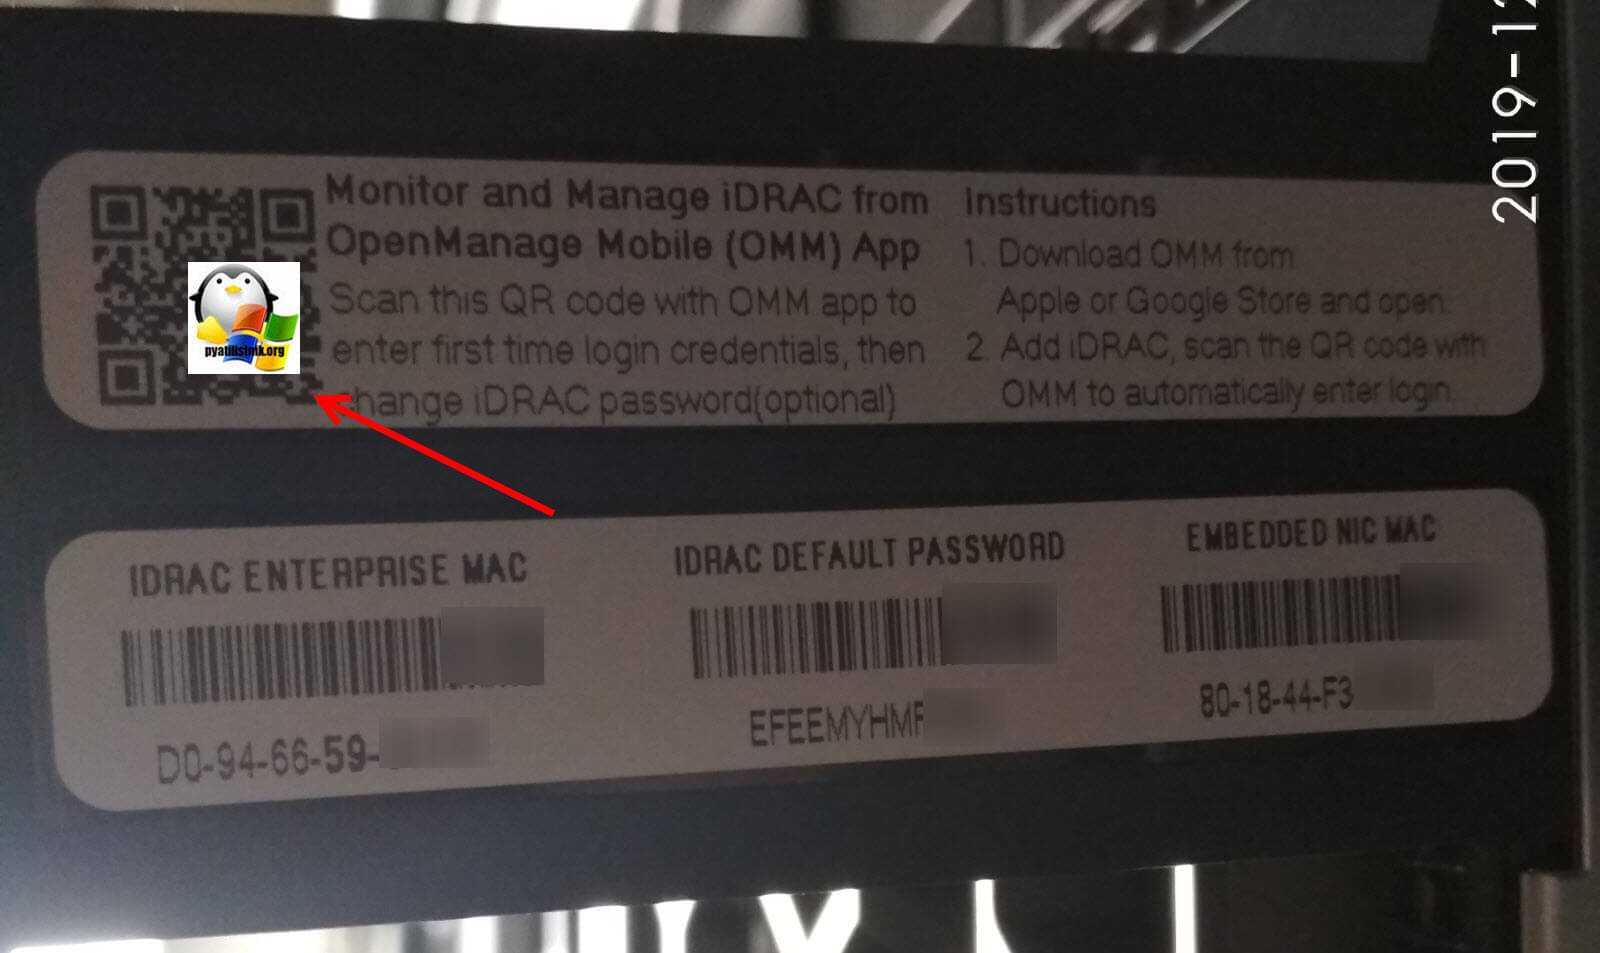 2019-12
Monitor and Manage iDRAC from
OpenManage Mobile (OMM) App
Scan this QR code with OMM app to
enter first time login credentials, then
change iDRAC password(optional)
pyatilistnik.org
Instructions
1. Download OMM from
Apple or Google Store and open.
2. Add iDRAC, scan the QR code with
OMM to automatically enter login.
IDRAC ENTERPRISE MAC
D0-94-66-59-
IDRAC DEFAULT PASSWORD
EFEEMYHMF
EMBEDDED NIC MAC
80-18-44-F3